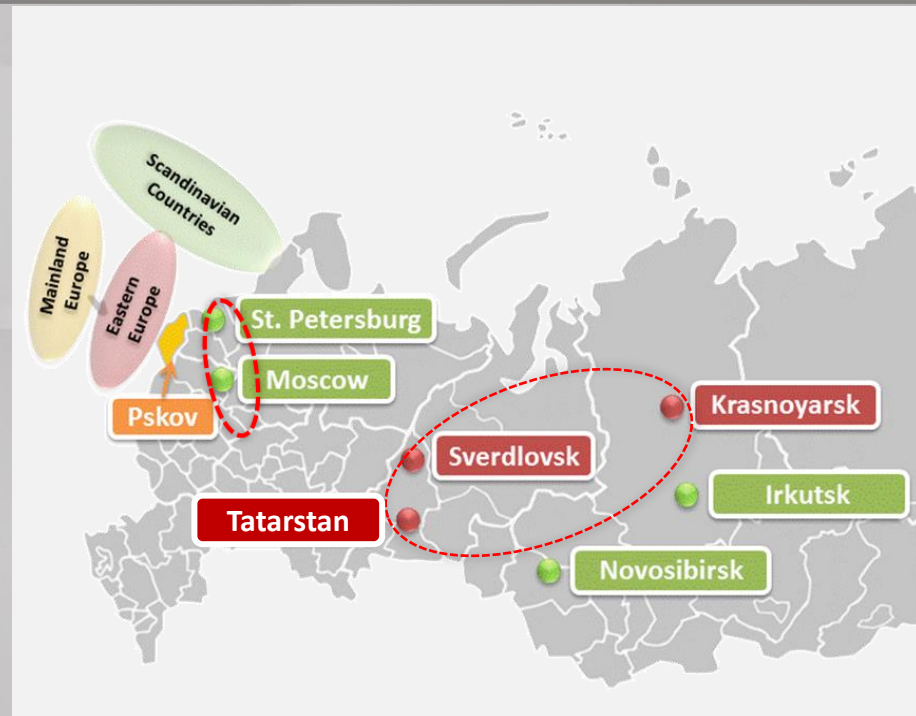 Scandinavian
Countries
Mainland
Europe
Eastern
Europe
St. Petersburg
Moscow
Pskov
Krasnoyarsk
Sverdlovsk
Irkutsk
Tatarstan
Novosibirsk